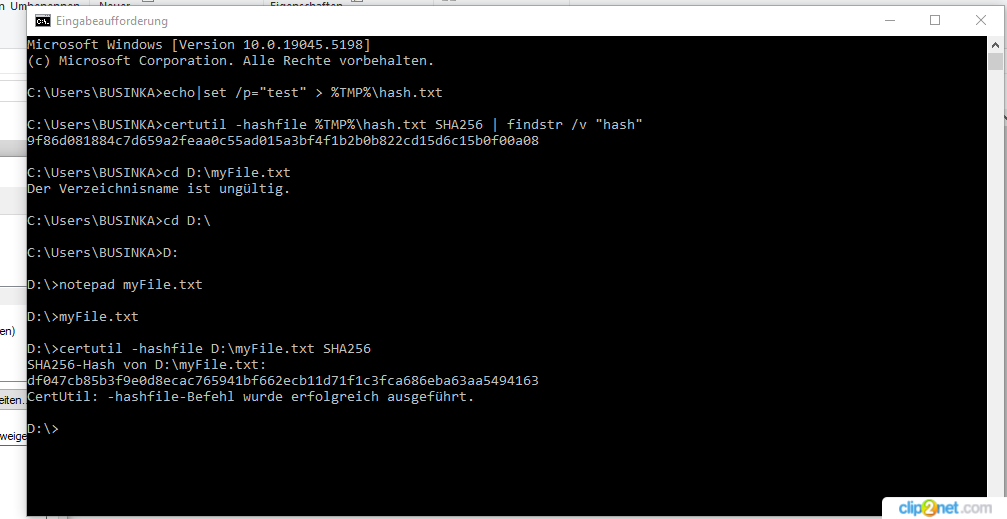 Eingabeaufforderung
Microsoft Windows [Version 10.0.19045.5198]
(c) Microsoft Corporation. Alle Rechte vorbehalten.
C:\Users\BUSINKA>echo|set /p="test" > %TMP%\hash.txt
C:\Users\BUSINKA>certutil -hashfile %TMP%\hash.txt SHA256 | findstr /v "hash"
9f86d081884c7d659a2feaa0c55ad015a3bf4f1b2b0b822cd15d6c15b0f00a08
C:\Users\BUSINKA>cd D:\myFile.txt
Der Verzeichnisname ist ungültig.
C:\Users\BUSINKA>cd D:\
C:\Users\BUSINKA>D:
D:\>notepad myFile.txt
D:\>myFile.txt
D:\>certutil -hashfile D:\myFile.txt SHA256
SHA256-Hash von D:\myFile.txt:
df047cb85b3f9e0d8ecac765941bf662ecb11d71f1c3fca686eba63aa5494163
CertUtil: -hashfile-Befehl wurde erfolgreich ausgeführt.
D:\>
en)
eiten..
weige
clip2net.com